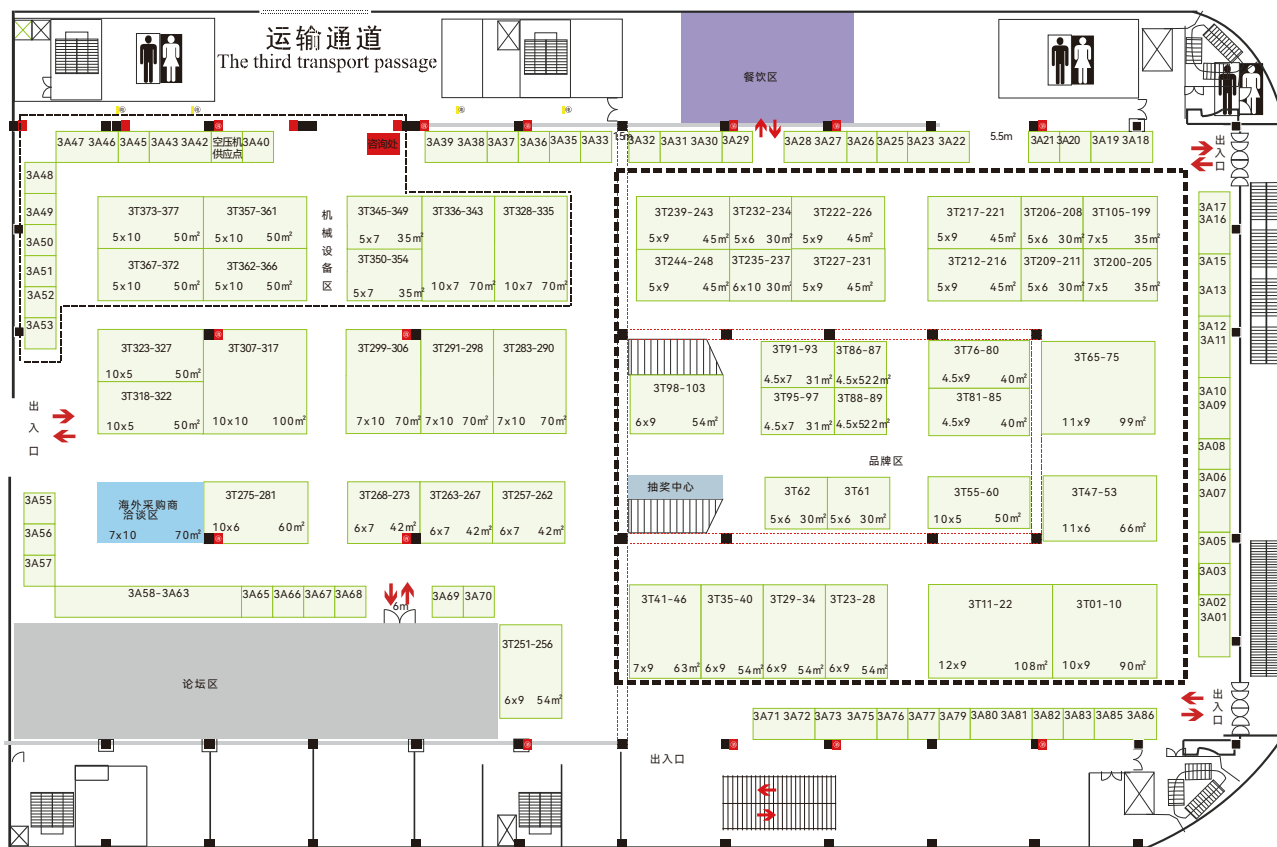 运输通道
The third transport passage
餐饮区
3A47 3A46 3A45 3A43 3A42 空压机 3A40
供应点
咨询处
3A39 3A38 3A37 3A36 3A35 3A33
3A32 3A31 3A30 3A29
3A28 3A27 3A26 3A25 3A23 3A22
5.5m
3A21 3A20 3A19 3A18
出入口
3A48
3A49
3A50
3A51
3A52
3A53
机械设备区
3T373-377
5x10 50㎡
3T357-361
5x10 50㎡
3T367-372
5x10 50㎡
3T362-366
5x10 50㎡
3T345-349
5x7 35㎡
3T350-354
5x7 35㎡
3T336-343
10x7 70㎡
3T328-335
10x7 70㎡
3T239-243
5x9 45㎡
3T232-234
5x6 30㎡
3T222-226
5x9 45㎡
3T244-248
5x9 45㎡
3T235-237
6x10 30㎡
3T227-231
5x9 45㎡
3T217-221
5x9 45㎡
3T206-208
5x6 30㎡
3T105-199
7x5 35㎡
3T212-216
5x9 45㎡
3T209-211
5x6 30㎡
3T200-205
7x5 35㎡
3A17
3A16
3A15
3A13
3A12
3A11
3A10
3A09
3A08
3A06
3A07
3A05
3A03
3A02
3A01
3T323-327
10x5 50㎡
3T318-322
10x5 50㎡
3T307-317
10x10 100㎡
3T299-306
7x10 70㎡
3T291-298
7x10 70㎡
3T283-290
7x10 70㎡
3T98-103
6x9 54㎡
3T91-93
4.5x7 31㎡
3T86-87
4.5x5 22㎡
3T95-97
4.5x7 31㎡
3T88-89
4.5x5 22㎡
3T76-80
4.5x9 40㎡
3T81-85
4.5x9 40㎡
3T65-75
11x9 99㎡
出入口
品牌区
3A55
3A56
3A57
海外采购商
洽谈区
7x10 70㎡
3T275-281
10x6 60㎡
3T268-273
6x7 42㎡
3T263-267
6x7 42㎡
3T257-262
6x7 42㎡
抽奖中心
3T62
5x6 30㎡
3T61
5x6 30㎡
3T55-60
10x5 50㎡
3T47-53
11x6 66㎡
3A58-3A63 3A65 3A66 3A67 3A68
6m
3A69 3A70
3T41-46
7x9 63㎡
3T35-40
6x9 54㎡
3T29-34
6x9 54㎡
3T23-28
6x9 54㎡
3T11-22
12x9 108㎡
3T01-10
10x9 90㎡
论坛区
3T251-256
6x9 54㎡
3A71 3A72 3A73 3A75 3A76 3A77 3A79 3A80 3A81 3A82 3A83 3A85 3A86
出入口
出入口